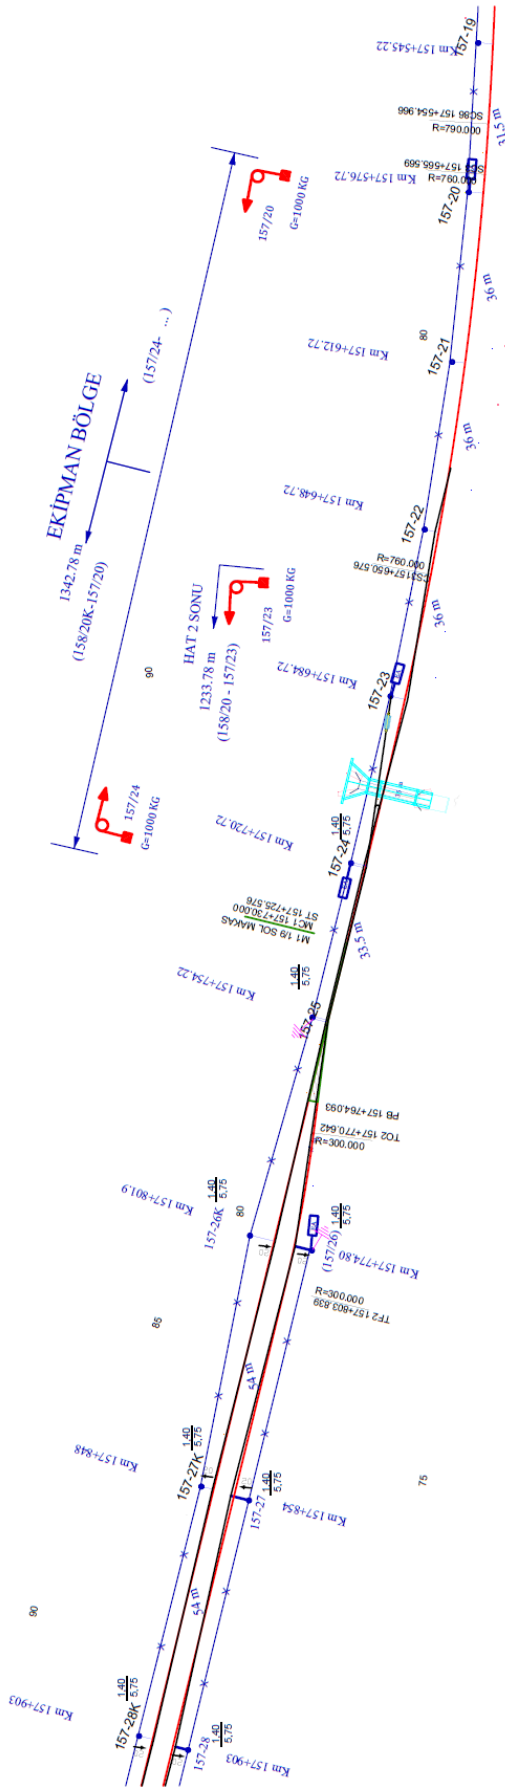 157-19
Km 157+545.22
SC86 157+554.966
R=790.000
31,5 m
157+565.569
R=760.0
Km 157+576.72
157-20
157/20
G=1000 KG
36 m
80
157-21
Km 157+612.72
(157/24- ... )
EKİPMAN BÖLGE
1342.78 m
(158/20K-157/20)
36 m
Km 157+648.72
157-22
R=760.000
CS3157+650.576
36 m
90
HAT 2 SONU
1233.78 m
(158/20 - 157/23)
157/23
G=1000 KG
Km 157+684.72
157-23
157/24
G=1000 KG
Km 157+720.72
1,40
5,75
157-24
M1 1/9 SOL MAKAS
MC1 157+730.000
ST 157+725.576
33,5 m
Km 157+754.22
1,40
5,75
157-25
PB 157+764.093
TO2 157+770.642
R=300.000
Km 157+801.9
1,40
5,75
157-26K
80
1,40
5,75
(157/26)
Km 157+774.80
R=300.000
TF2 157+803.839
85
54 m
Km 157+848
1,40
5,75
157-27K
1,40
5,75
157-27
Km 157+854
75
54 m
90
Km 157+903
1,40
5,75
157-28K
1,40
5,75
157-28
Km 157+903